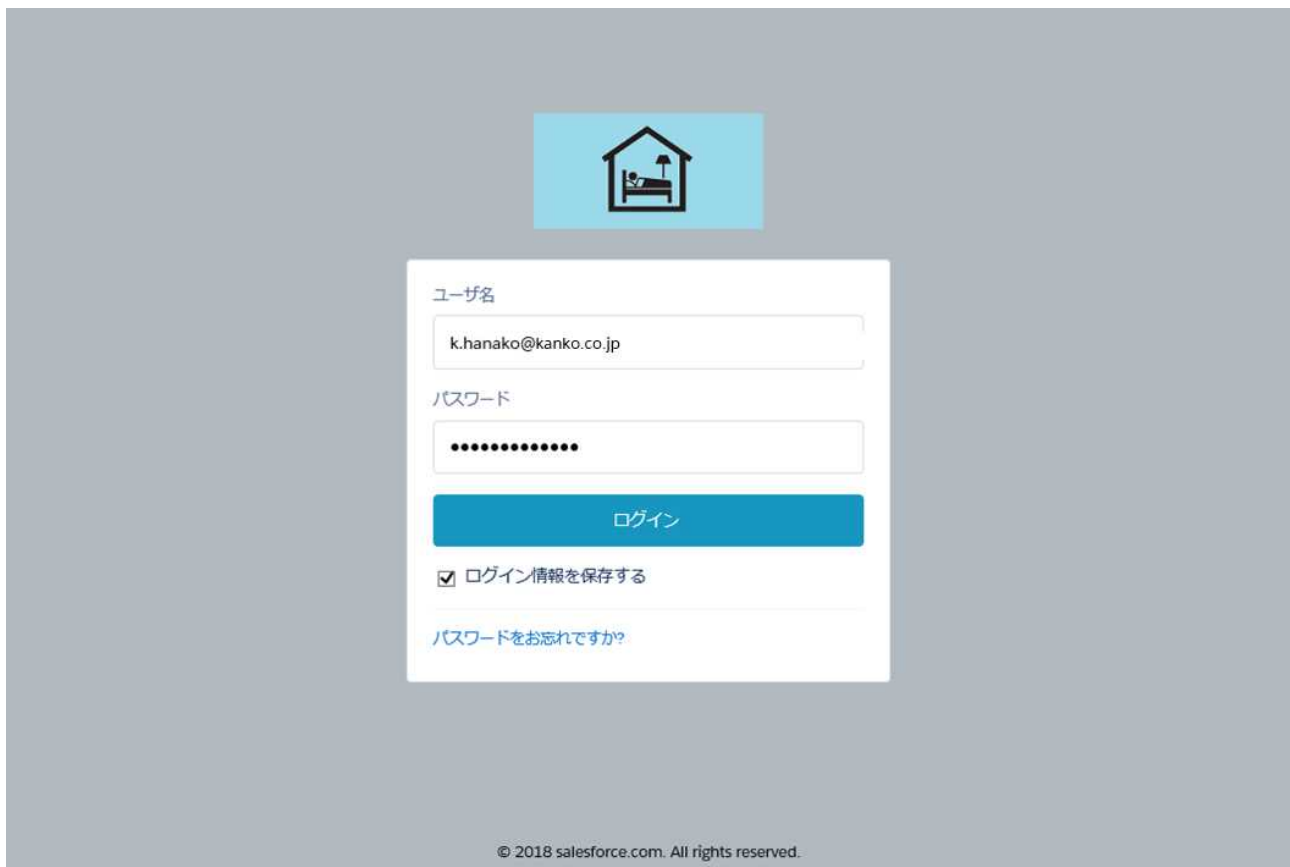 ユーザ名
k.hanako@kanko.co.jp
パスワード
•••••••••••••
ログイン
ログイン情報を保存する
パスワードをお忘れですか?
© 2018 salesforce.com. All rights reserved.